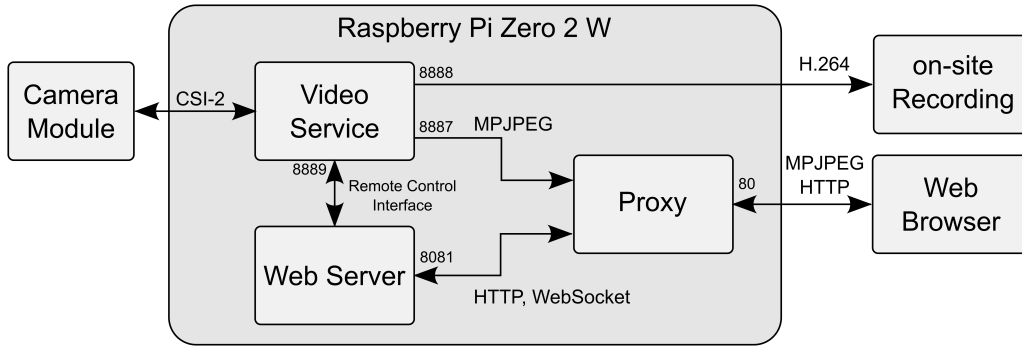 Raspberry Pi Zero 2 W
Camera
Module
CSI-2
Video
Service
8888
H.264
on-site
Recording
8887
MPJPEG
8889
Remote Control
Interface
Proxy
80
MPJPEG
HTTP
Web
Browser
Web Server
8081
HTTP, WebSocket